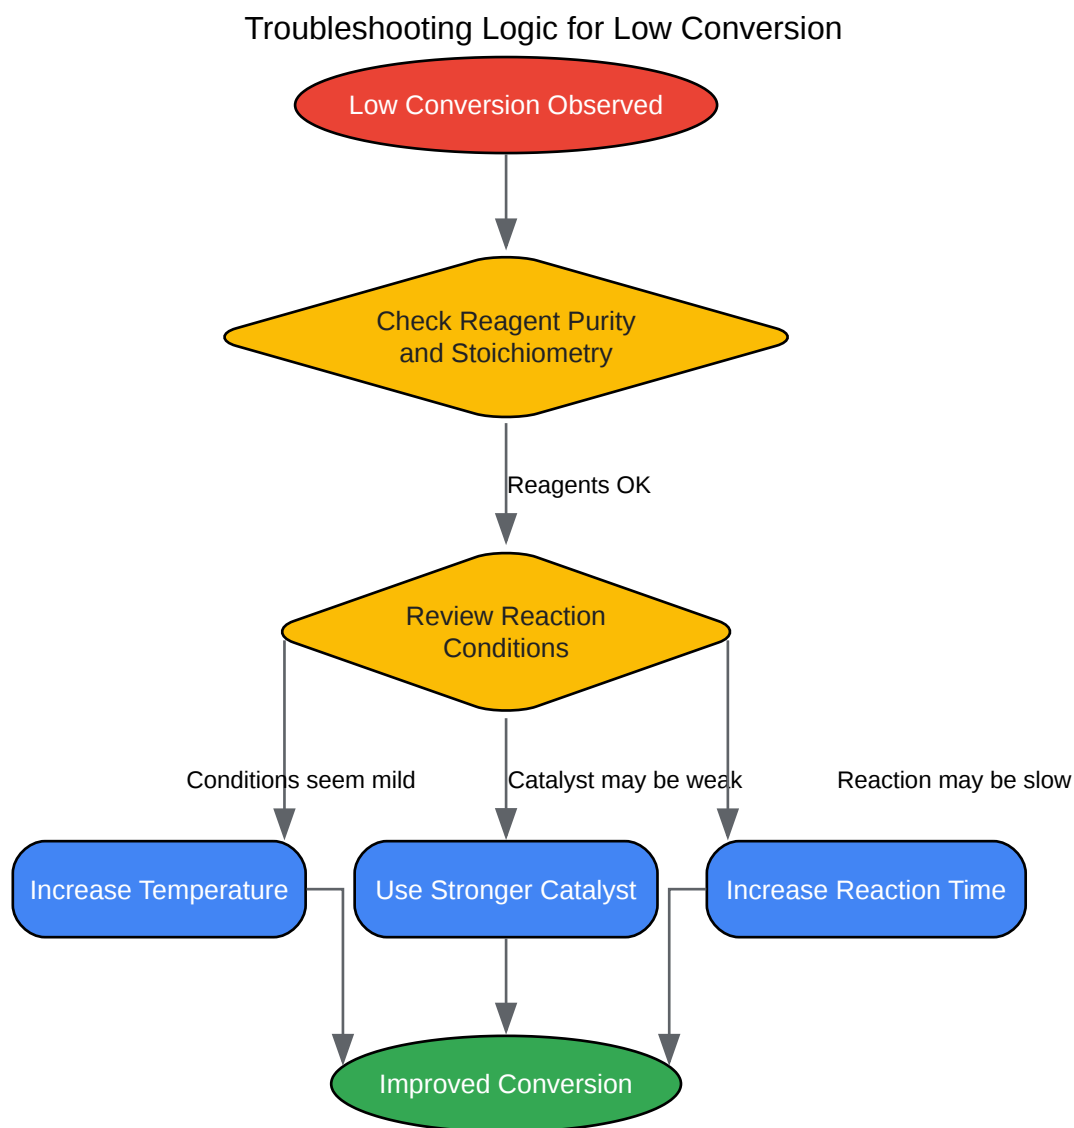 Troubleshooting Logic for Low Conversion
Low Conversion Observed
Check Reagent Purity
and Stoichiometry
Reagents OK
Review Reaction
Conditions
Conditions seem mild
Catalyst may be weak
Reaction may be slow
Increase Temperature
Use Stronger Catalyst
Increase Reaction Time
Improved Conversion